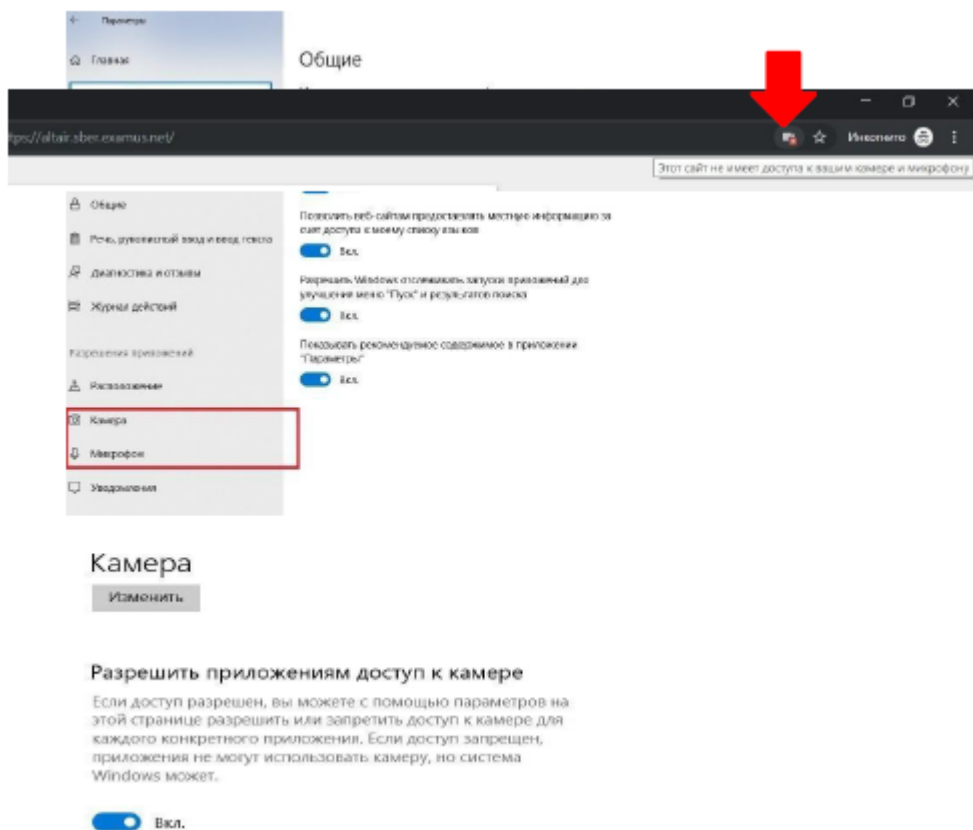 Параметры
Главная
Общие
tps://altair.sber.examus.net/
Инкогнито
Этот сайт не имеет доступа к вашим камере и микрофону
Общие
Речь, рукописный ввод и ввод текста
Диагностика и отзывы
Журнал действий
Разрешения приложений
Расположение
Камера
Микрофон
Уведомления
Позволить веб-сайтам предоставлять местную информацию за
счет доступа к моему списку языков
Вкл.
Разрешить Windows отслеживать запуски приложений для
улучшения меню "Пуск" и результатов поиска
Вкл.
Показывать рекомендуемое содержимое в приложении
"Параметры"
Вкл.
Камера
Изменить
Разрешить приложениям доступ к камере
Если доступ разрешен, вы можете с помощью параметров на
этой странице разрешить или запретить доступ к камере для
каждого конкретного приложения. Если доступ запрещен,
приложения не могут использовать камеру, но система
Windows может.
Вкл.